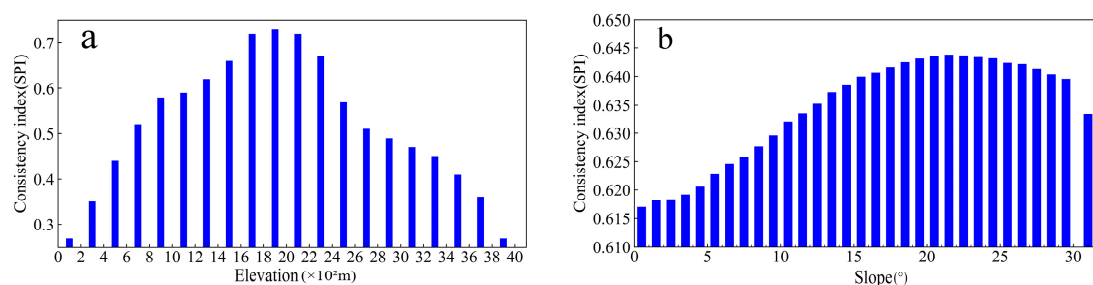 a
Consistency index(SPI)
0.7
0.6
0.5
0.4
0.3
0 2 4 6 8 10 12 14 16 18 20 22 24 26 28 30 32 34 36 38 40
Elevation (×10²m)
b
Consistency index(SPI)
0.650
0.645
0.640
0.635
0.630
0.625
0.620
0.615
0.610
0 5 10 15 20 25 30
Slope(°)